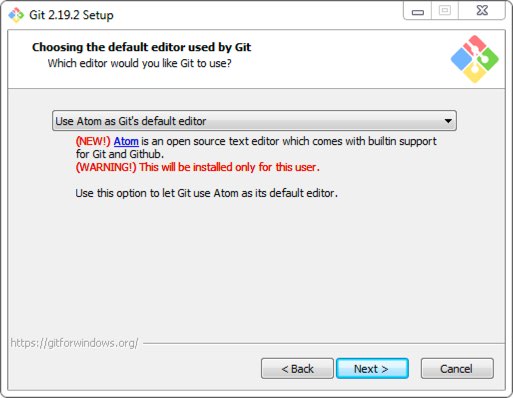 Git 2.19.2 Setup
Choosing the default editor used by Git
Which editor would you like Git to use?
Use Atom as Git's default editor
(NEW!) Atom is an open source text editor which comes with builtin support
for Git and Github.
(WARNING!) This will be installed only for this user.
Use this option to let Git use Atom as its default editor.
https://gitforwindows.org/
< Back
Next >
Cancel